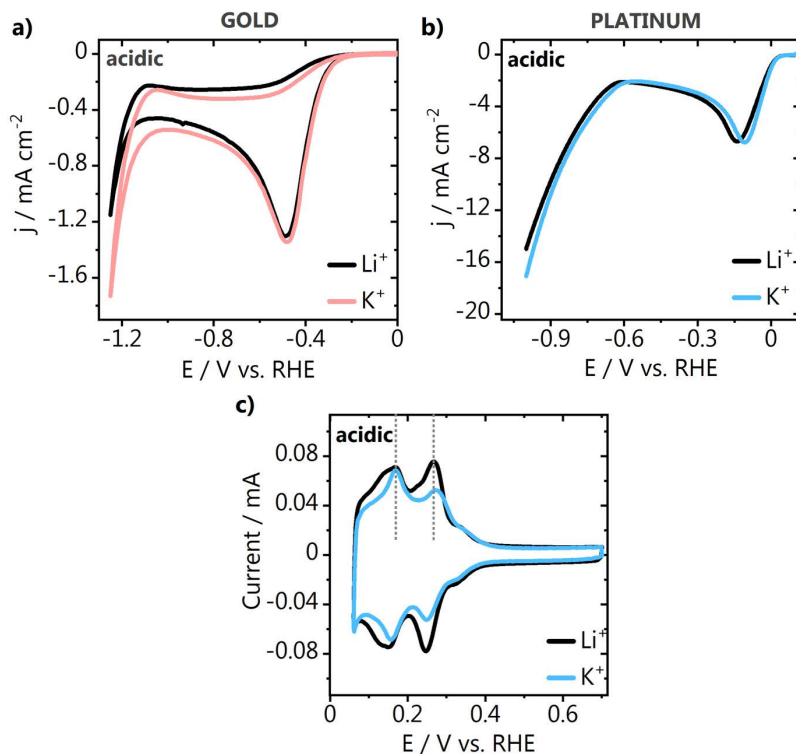 GOLD
a)
acidic
0
-0.4
-0.8
-1.2
-1.6
j / mA cm⁻²
Li⁺
K⁺
-1.2
-0.8
-0.4
0
E / V vs. RHE
PLATINUM
b)
acidic
0
-4
-8
-12
-16
-20
j / mA cm⁻²
Li⁺
K⁺
-0.9
-0.6
-0.3
0
E / V vs. RHE
c)
acidic
0.08
0.04
0
-0.04
-0.08
Current / mA
Li⁺
K⁺
0
0.2
0.4
0.6
E / V vs. RHE